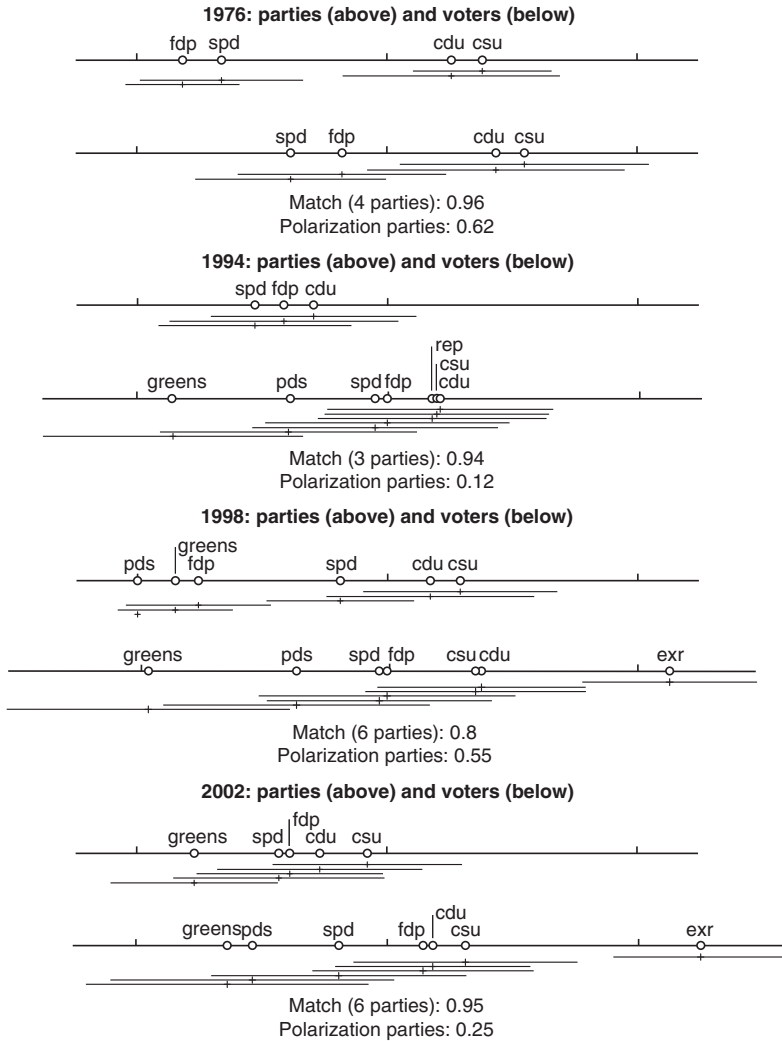 1976: parties (above) and voters (below)
fdp spd cdu csu
spd fdp cdu csu
Match (4 parties): 0.96
Polarization parties: 0.62
1994: parties (above) and voters (below)
spd fdp cdu
rep
csu
greens pds spd fdp cdu
Match (3 parties): 0.94
Polarization parties: 0.12
1998: parties (above) and voters (below)
greens
pds fdp spd cdu csu
greens pds spd fdp csu cdu exr
Match (6 parties): 0.8
Polarization parties: 0.55
2002: parties (above) and voters (below)
fdp
greens spd cdu csu
cdu
greens pds spd fdp csu exr
Match (6 parties): 0.95
Polarization parties: 0.25